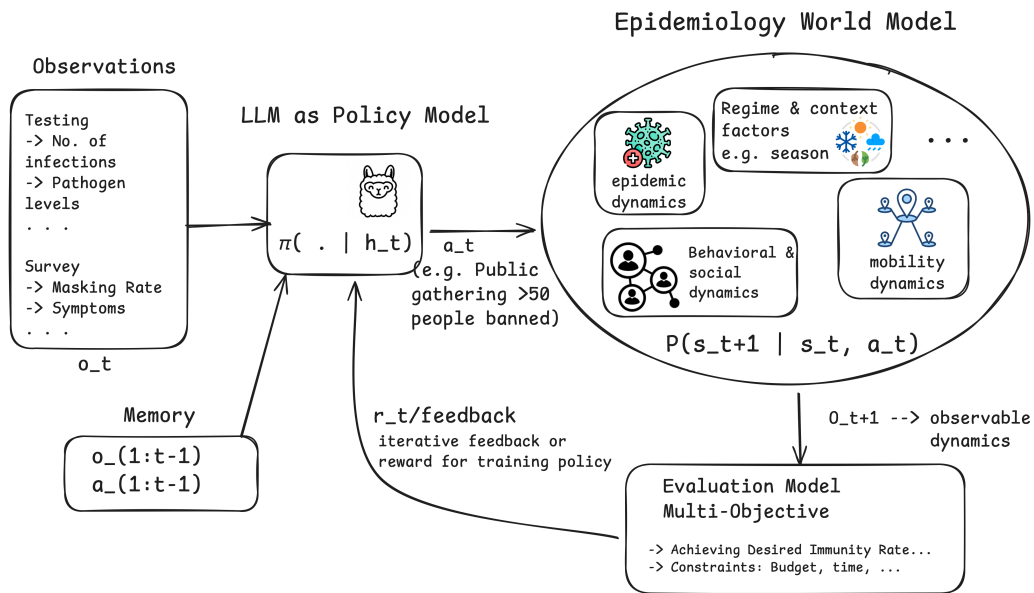 Epidemiology World Model
Observations
Testing
-> No. of
infections
-> Pathogen
levels
. . .
Survey
-> Masking Rate
-> Symptoms
. . .
o_t
LLM as Policy Model
π( . | h_t)
a_t
(e.g. Public
gathering >50
people banned)
epidemic
dynamics
Regime & context
factors
e.g. season
...
Behavioral &
social
dynamics
mobility
dynamics
P(s_t+1 | s_t, a_t)
Memory
o_(1:t-1)
a_(1:t-1)
r_t/feedback
iterative feedback or
reward for training policy
O_t+1 --> observable
dynamics
Evaluation Model
Multi-Objective
-> Achieving Desired Immunity Rate...
-> Constraints: Budget, time, ...